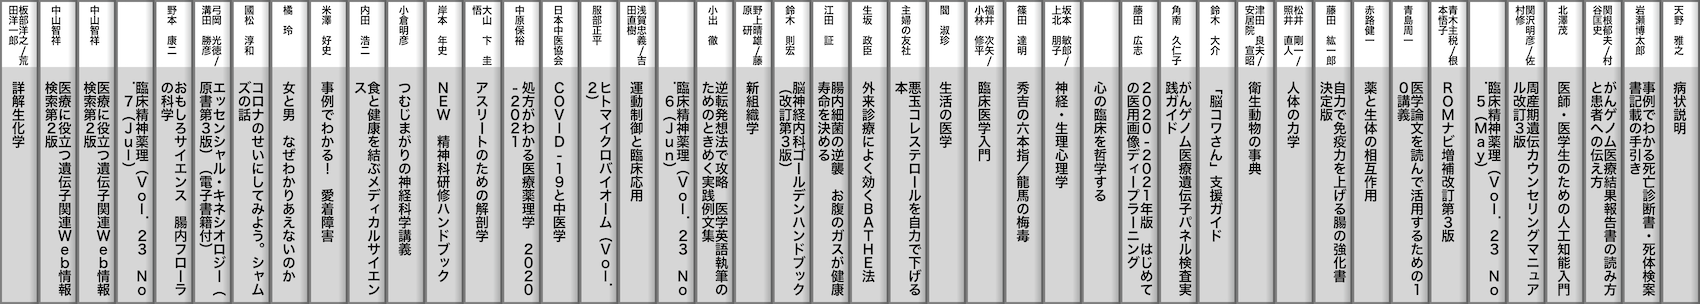 天野 雅之
病状説明
岩瀬博太郎
事例でわかる死亡診断書・死体検案
書記載の手引き
関根郁夫/村
谷匡史
がんゲノム医療結果報告書の読み方
と患者への伝え方
北澤茂
医師・医学生のための人工知能入門
関沢明彦/佐
村修
周産期遺伝カウンセリングマニュア
ル改訂3版
臨床精神薬理（Vol．23 No
．5（May）
青木主税/根
本悟子
ROMナビ増補改訂第3版
青島周一
医学論文を読んで活用するための1
0講義
赤路健一
薬と生体の相互作用
藤田 紘一郎
自力で免疫力を上げる腸の強化書
決定版
松井 剛一/
照井 直人
人体の力学
津田 良夫/
安居院 宣昭
衛生動物の事典
鈴木 大介
「脳コワさん」支援ガイド
角南 久仁子
がんゲノム医療遺伝子パネル検査実
践ガイド
藤田 広志
2020-2021年版 はじめて
の医用画像ディープラーニング
心の臨床を哲学する
坂本 敏郎/
上北 朋子
神経・生理心理学
篠田 達明
秀吉の六本指/龍馬の梅毒
福井 次矢/
小林 修平
臨床医学入門
閻 淑珍
生活の医学
主婦の友社
悪玉コレステロールを自力で下げる
本
生坂 政臣
外来診療によく効くBATHE法
江田 証
腸内細菌の逆襲 お腹のガスが健康
寿命を決める
鈴木 則宏
脳神経内科ゴールデンハンドブック
（改訂第3版）
野上晴雄/藤
原 研
新組織学
小出 徹
逆転発想法で攻略 医学英語執筆の
ためのときめく実践例文集
臨床精神薬理（Vol．23 No
．6（Jun）
浅賀忠義/吉
田直樹
運動制御と臨床応用
服部正平
ヒトマイクロバイオーム（Vol．
2）
日本中医協会
COVID-19と中医学
中原保裕
処方がわかる医療薬理学 2020
-2021
大山 卞 圭
悟
アスリートのための解剖学
岸本 年史
NEW 精神科研修ハンドブック
小倉明彦
つむじまがりの神経科学講義
内田 浩二
食と健康を結ぶメディカルサイエン
ス
米澤 好史
事例でわかる！ 愛着障害
橘 玲
女と男 なぜわかりあえないのか
國松 淳和
コロナのせいにしてみよう。シャム
ズの話
弓岡 光徳/
溝田 勝彦
エッセンシャル・キネシオロジー（
原書第3版）（電子書籍付）
野本 康二
おもしろサイエンス 腸内フローラ
の科学
臨床精神薬理（Vol．23 No
．7（Jul）
中山智祥
医療に役立つ遺伝子関連Web情報
検索第2版
中山智祥
医療に役立つ遺伝子関連Web情報
検索第2版
板部洋之/荒
田洋一郎
詳解生化学